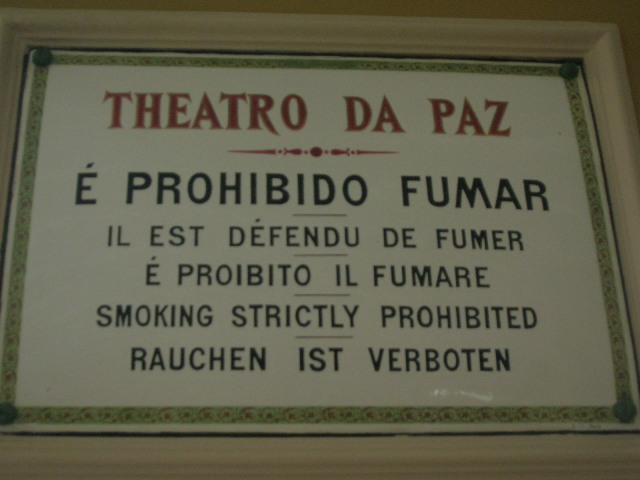 THEATRO DA PAZ
É PROHIBIDO FUMAR
IL EST DÉFENDU DE FUMER
É PROIBITO IL FUMARE
SMOKING STRICTLY PROHIBITED
RAUCHEN IST VERBOTEN